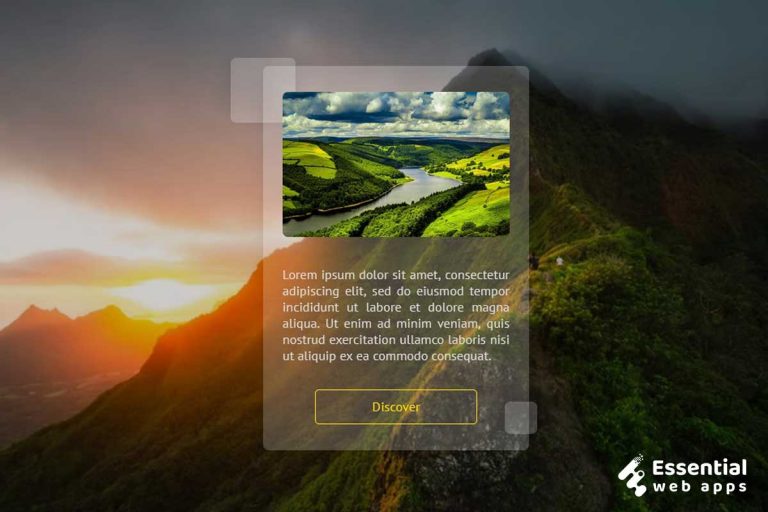 Lorem ipsum dolor sit amet, consectetur
adipiscing elit, sed do eiusmod tempor
incididunt ut labore et dolore magna
aliqua. Ut enim ad minim veniam, quis
nostrud exercitation ullamco laboris nisi
ut aliquip ex ea commodo consequat.
Discover
Essential
web apps